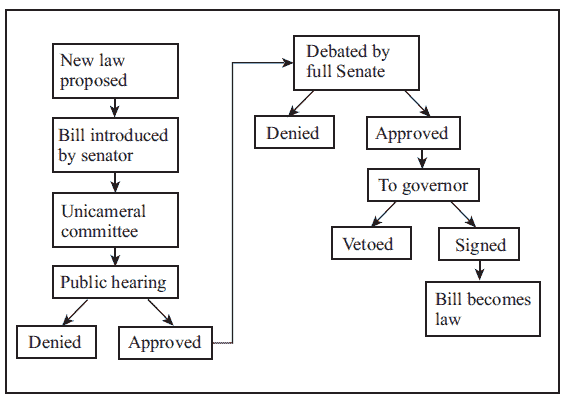 New law
proposed
Bill introduced
by senator
Unicameral
committee
Public hearing
Denied
Approved
Debated by
full Senate
Denied
Approved
To governor
Vetoed
Signed
Bill becomes
law